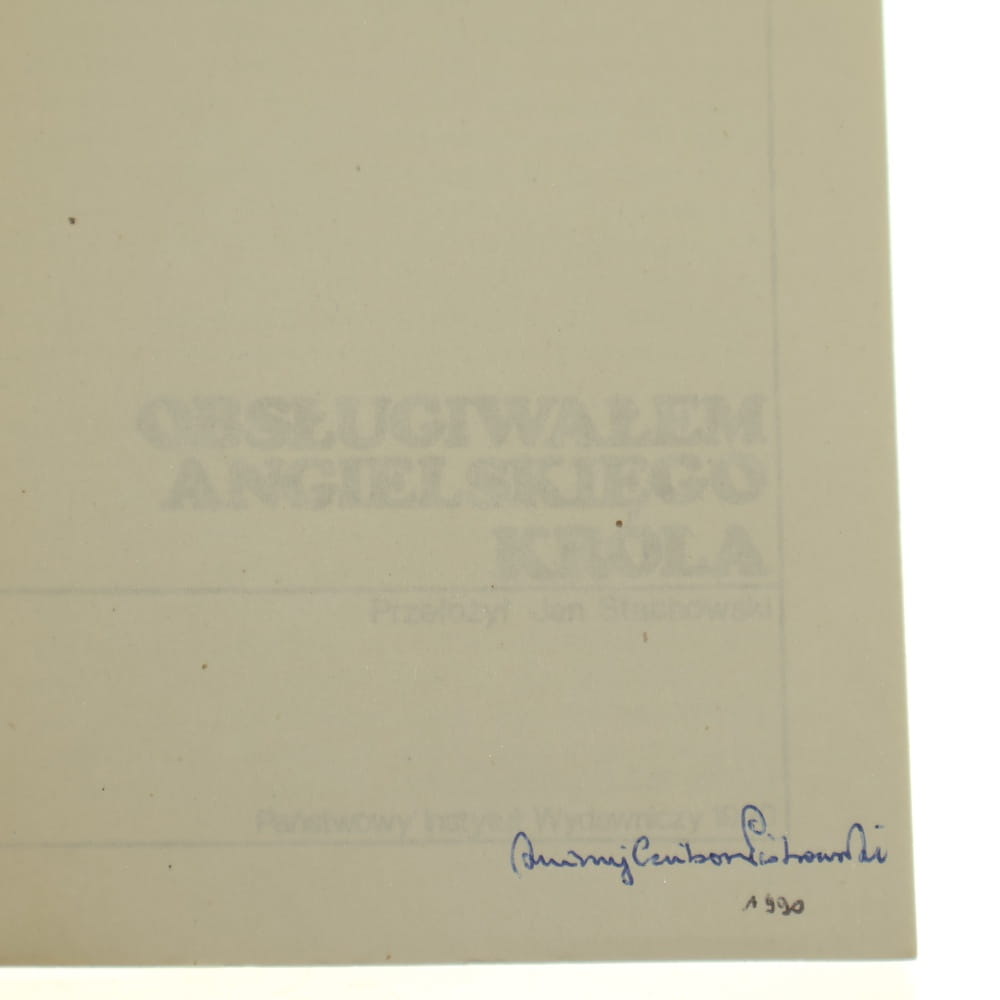 OBSŁUGIWAŁEM
ANGIELSKIEGO
KRÓLA
Przełożył Jan Stachowski
Państwowy Instytut Wydawniczy
Andrzej Czcibor Piotrowski
1990